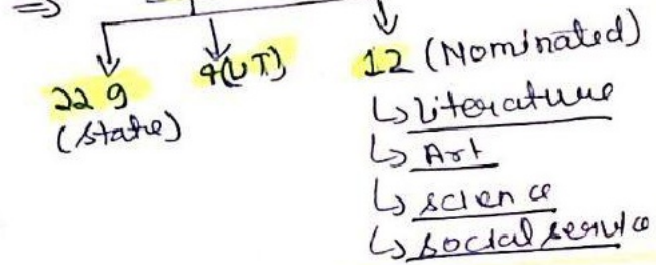 ⇒
229 4(UT) 12 (Nominated)
(state)
↳ Literature
↳ Art
↳ science
↳ social service